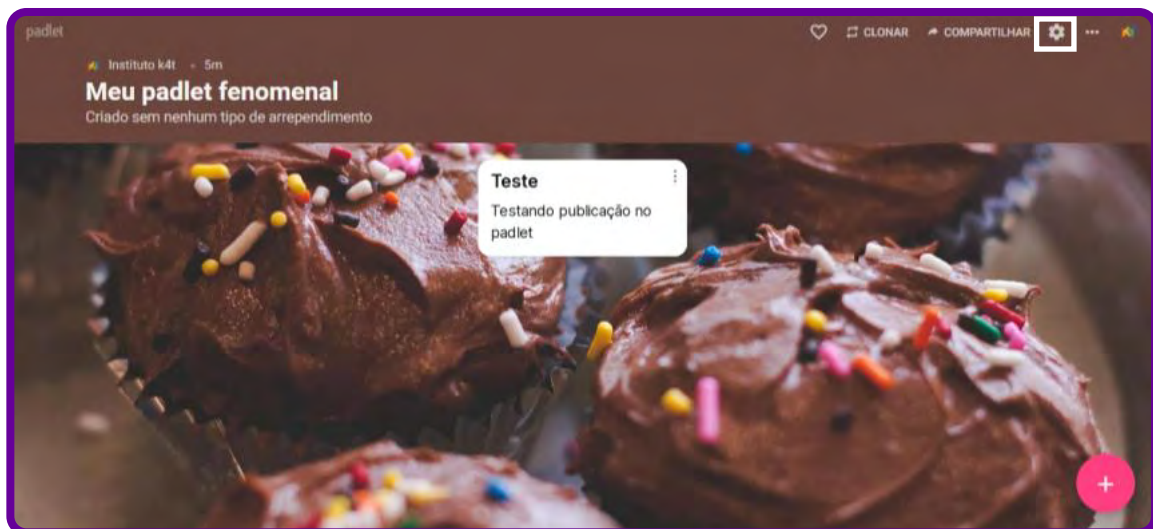 padlet
CLONAR COMPARTILHAR
Instituto k4t 5m
Meu padlet fenomenal
Criado sem nenhum tipo de arrependimento
Teste
Testando publicação no
padlet